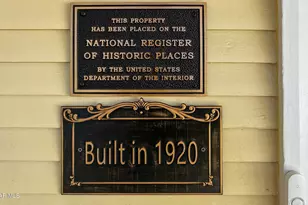 THIS PROPERTY
HAS BEEN PLACED ON THE
NATIONAL REGISTER
OF HISTORIC PLACES
BY THE UNITED STATES
DEPARTMENT OF THE INTERIOR
Built in 1920